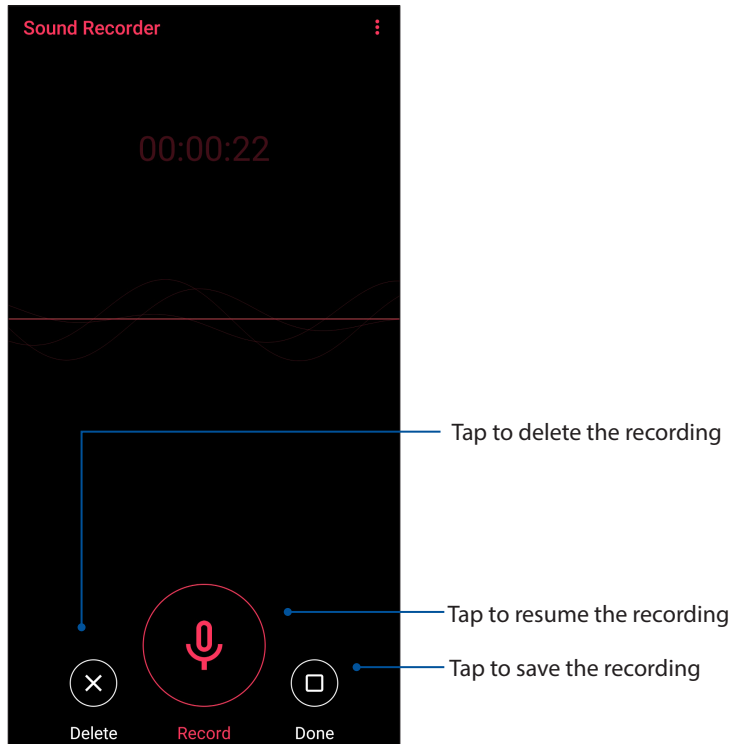 Sound Recorder
00:00:22
Tap to delete the recording
Tap to resume the recording
Tap to save the recording
Delete
Record
Done